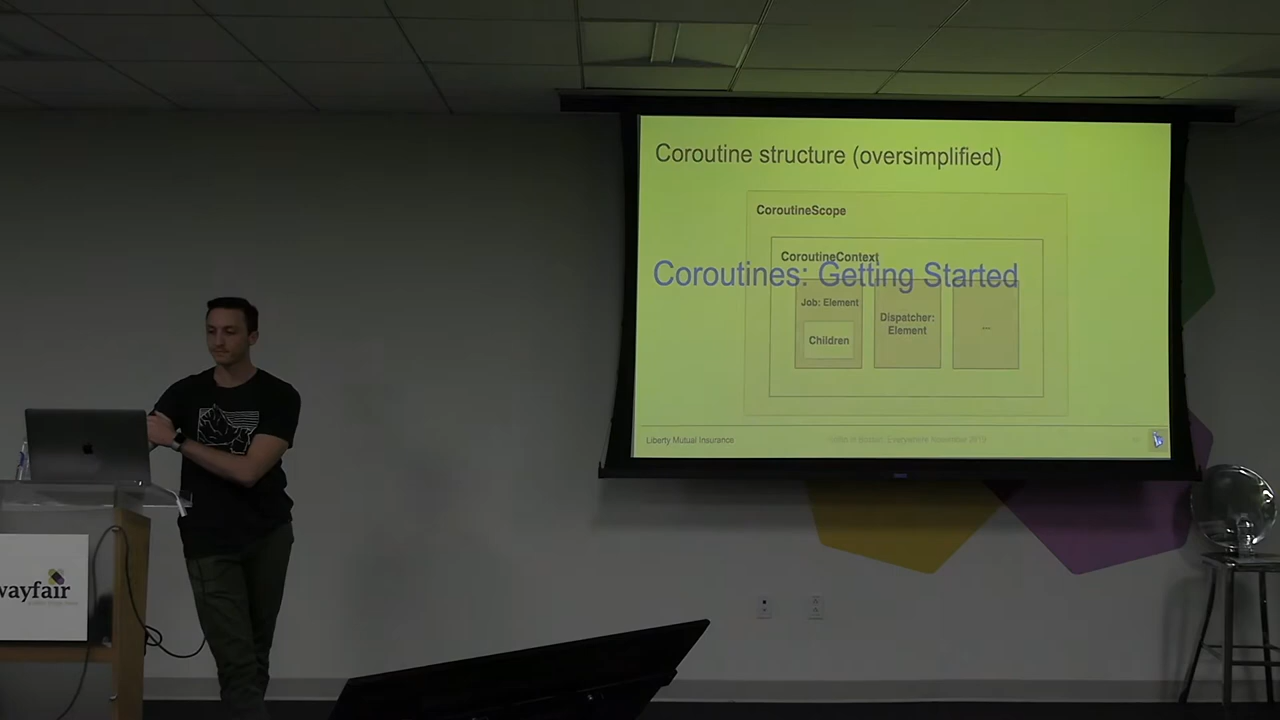 Coroutine structure (oversimplified)
CoroutineScope
CoroutineContext
Coroutines: Getting Started
Job: Element
Children
Dispatcher:
Element
...
Liberty Mutual Insurance
wayfair